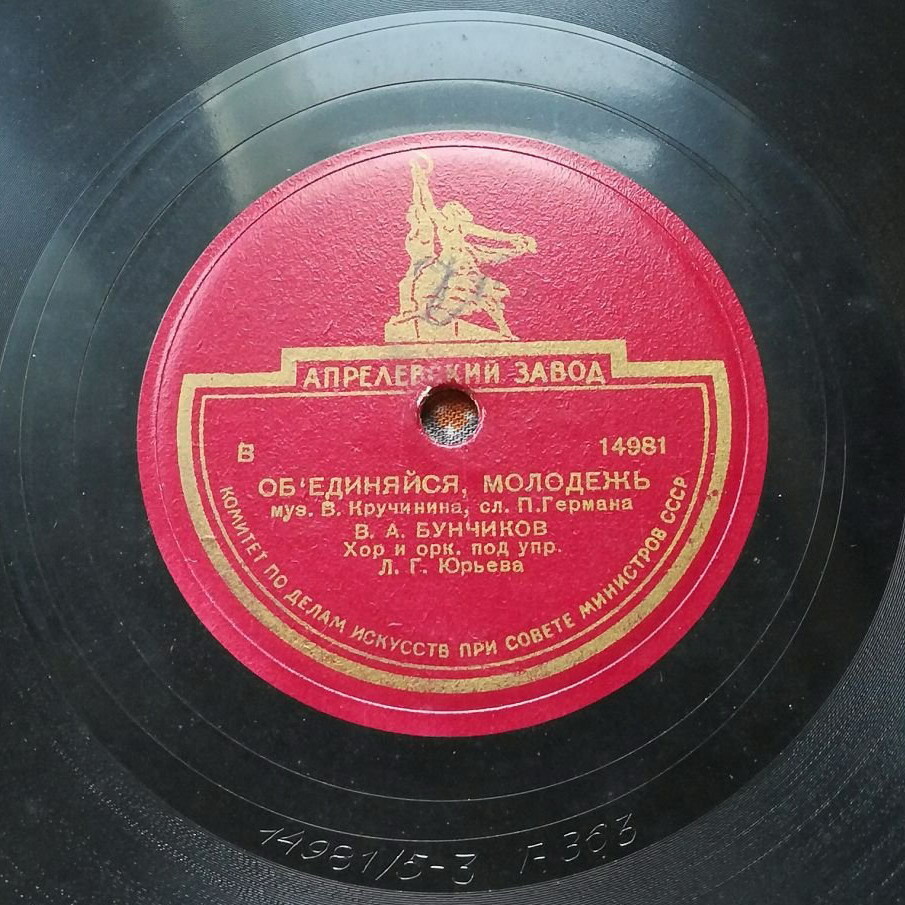 АПРЕЛЕВСКИЙ ЗАВОД
В 14981
ОБ'ЕДИНЯЙСЯ, МОЛОДЕЖЬ
муз. В. Кручинина, сл. П. Германа
В. А. БУНЧИКОВ
Хор и орк. под упр.
Л. Г. Юрьева
КОМИТЕТ ПО ДЕЛАМ ИСКУССТВ ПРИ СОВЕТЕ МИНИСТРОВ СССР
14981/5-3 Г 363